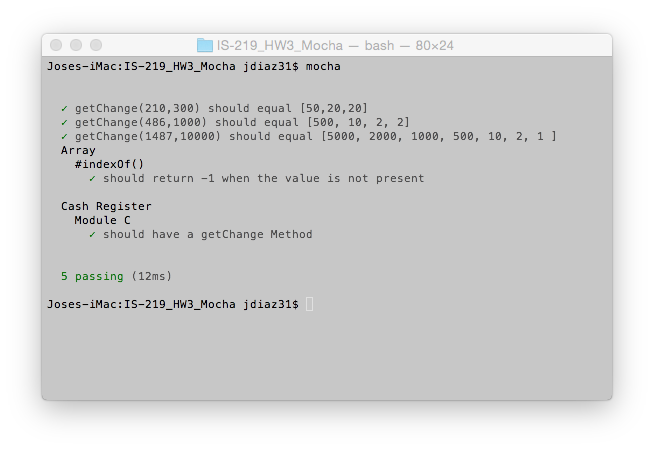 IS-219_HW3_Mocha — bash — 80×24
Joses-iMac:IS-219_HW3_Mocha jdiaz31$ mocha
✓ getChange(210,300) should equal [50,20,20]
✓ getChange(486,1000) should equal [500, 10, 2, 2]
✓ getChange(1487,10000) should equal [5000, 2000, 1000, 500, 10, 2, 1 ]
Array
#indexOf()
✓ should return -1 when the value is not present
Cash Register
Module C
✓ should have a getChange Method
5 passing (12ms)
Joses-iMac:IS-219_HW3_Mocha jdiaz31$